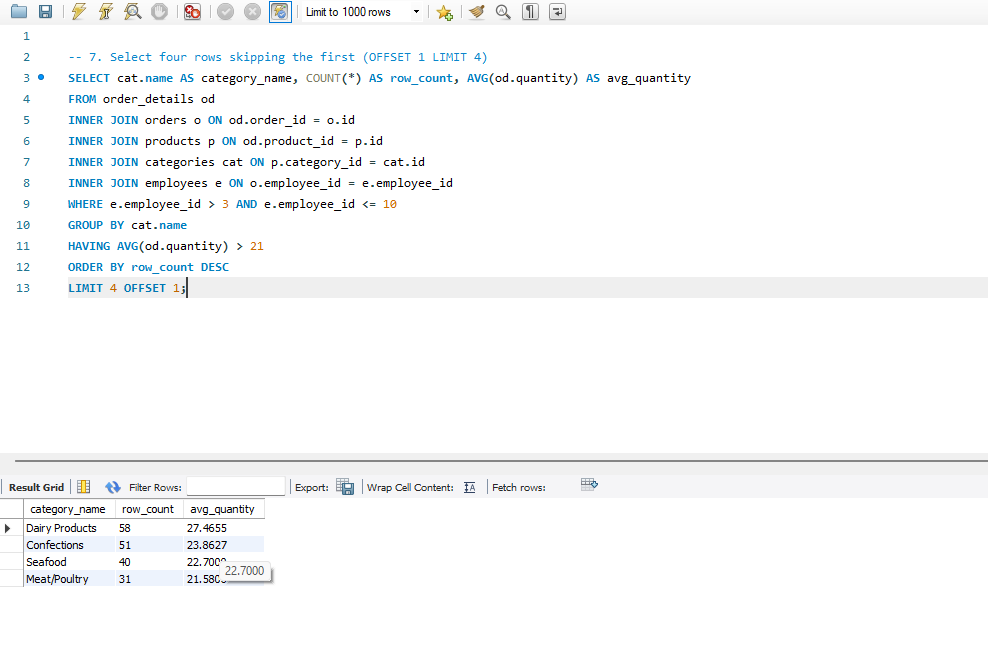 Limit to 1000 rows
1
2 -- 7. Select four rows skipping the first (OFFSET 1 LIMIT 4)
3 SELECT cat.name AS category_name, COUNT(*) AS row_count, AVG(od.quantity) AS avg_quantity
4 FROM order_details od
5 INNER JOIN orders o ON od.order_id = o.id
6 INNER JOIN products p ON od.product_id = p.id
7 INNER JOIN categories cat ON p.category_id = cat.id
8 INNER JOIN employees e ON o.employee_id = e.employee_id
9 WHERE e.employee_id > 3 AND e.employee_id <= 10
10 GROUP BY cat.name
11 HAVING AVG(od.quantity) > 21
12 ORDER BY row_count DESC
13 LIMIT 4 OFFSET 1;
Result Grid Filter Rows: Export: Wrap Cell Content: IA Fetch rows:
category_name row_count avg_quantity
Dairy Products 58 27.4655
Confections 51 23.8627
Seafood 40 22.7000
Meat/Poultry 31
22.7000